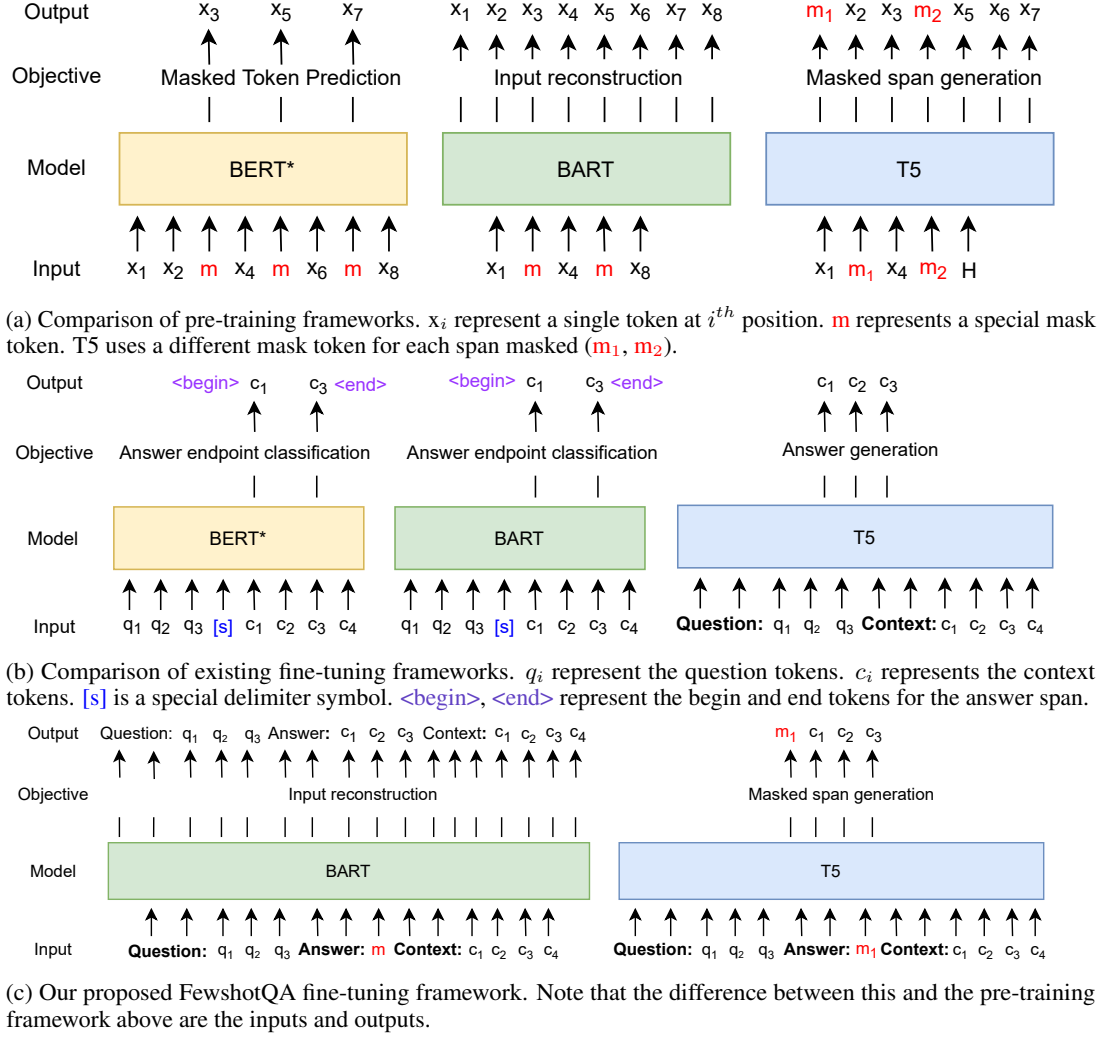 Output x₃ x₅ x₇ x₁ x₂ x₃ x₄ x₅ x₆ x₇ x₈ m₁ x₂ x₃ m₂ x₅ x₆ x₇
Objective Masked Token Prediction Input reconstruction Masked span generation
Model BERT* BART T5
Input x₁ x₂ m x₄ m x₆ m x₈ x₁ m x₄ m x₈ x₁ m₁ x₄ m₂ H
(a) Comparison of pre-training frameworks. xᵢ represent a single token at iᵗʰ position. m represents a special mask
token. T5 uses a different mask token for each span masked (m₁, m₂).
Output <begin> c₁ c₃ <end> <begin> c₁ c₃ <end> c₁ c₂ c₃
Objective Answer endpoint classification Answer endpoint classification Answer generation
Model BERT* BART T5
Input q₁ q₂ q₃ [s] c₁ c₂ c₃ c₄ q₁ q₂ q₃ [s] c₁ c₂ c₃ c₄ Question: q₁ q₂ q₃ Context: c₁ c₂ c₃ c₄
(b) Comparison of existing fine-tuning frameworks. qᵢ represent the question tokens. cᵢ represents the context
tokens. [s] is a special delimiter symbol. <begin>, <end> represent the begin and end tokens for the answer span.
Output Question: q₁ q₂ q₃ Answer: c₁ c₂ c₃ Context: c₁ c₂ c₃ c₄ m₁ c₁ c₂ c₃
Objective Input reconstruction Masked span generation
Model BART T5
Input Question: q₁ q₂ q₃ Answer: m Context: c₁ c₂ c₃ c₄ Question: q₁ q₂ q₃ Answer: m₁ Context: c₁ c₂ c₃ c₄
(c) Our proposed FewshotQA fine-tuning framework. Note that the difference between this and the pre-training
framework above are the inputs and outputs.